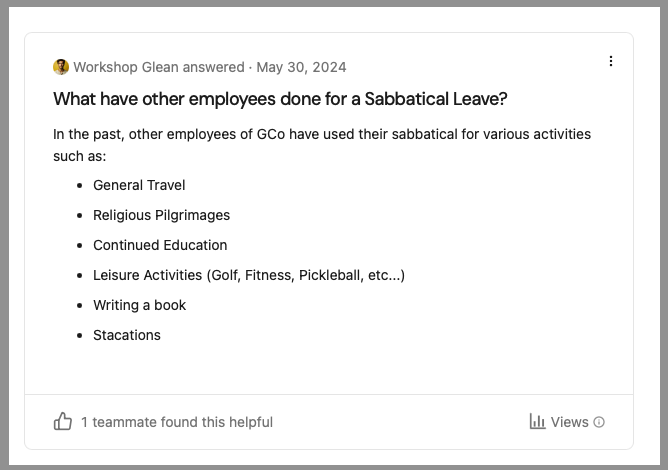 Workshop Glean answered · May 30, 2024
What have other employees done for a Sabbatical Leave?
In the past, other employees of GCo have used their sabbatical for various activities
such as:
• General Travel
• Religious Pilgrimages
• Continued Education
• Leisure Activities (Golf, Fitness, Pickleball, etc...)
• Writing a book
• Stacations
1 teammate found this helpful
Views